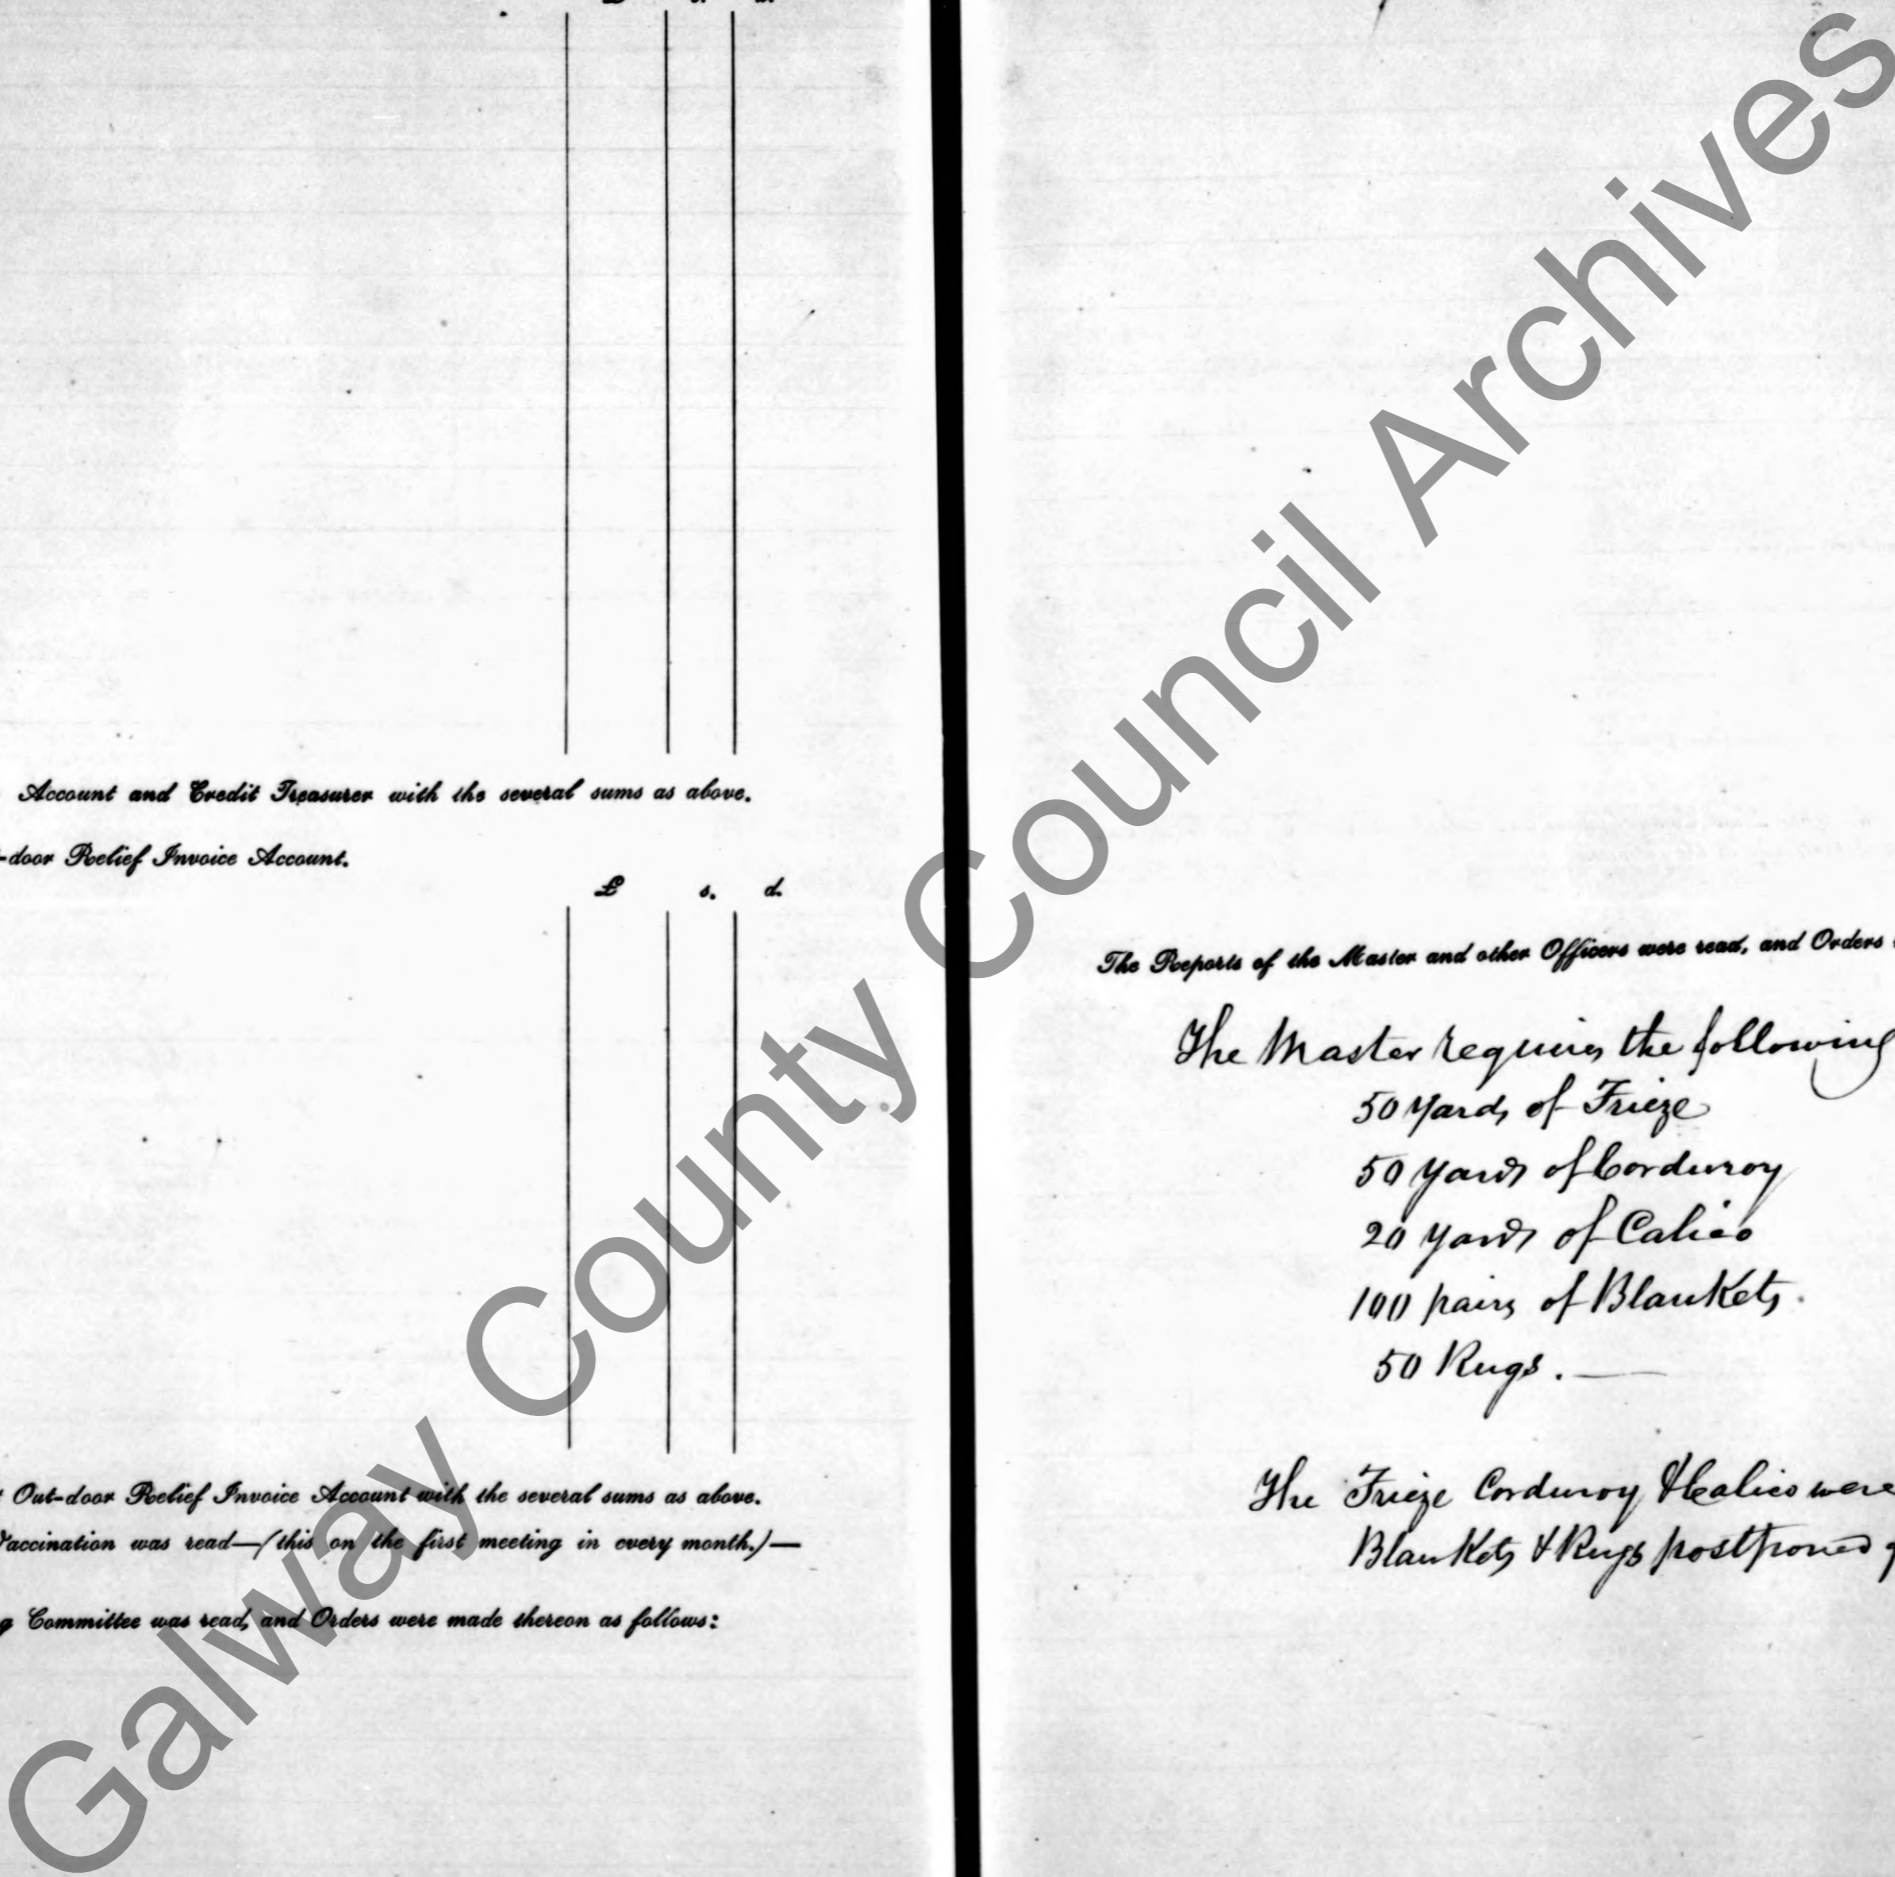 £ s. d.
Account and Credit Treasurer with the several sums as above.
-door Relief Invoice Account.
£ s. d.
Out-door Relief Invoice Account with the several sums as above.
Vaccination was read—(this on the first meeting in every month.)—
g Committee was read, and Orders were made thereon as follows:
The Reports of the Master and other Officers were read, and Orders
The Master requires the following
50 Yards of Frieze
50 Yards of Corduroy
20 Yards of Calico
100 pairs of Blankets.
50 Rugs.—
The Frieze Corduroy & Calico were
Blankets & Rugs postponed
Galway County Council Archives